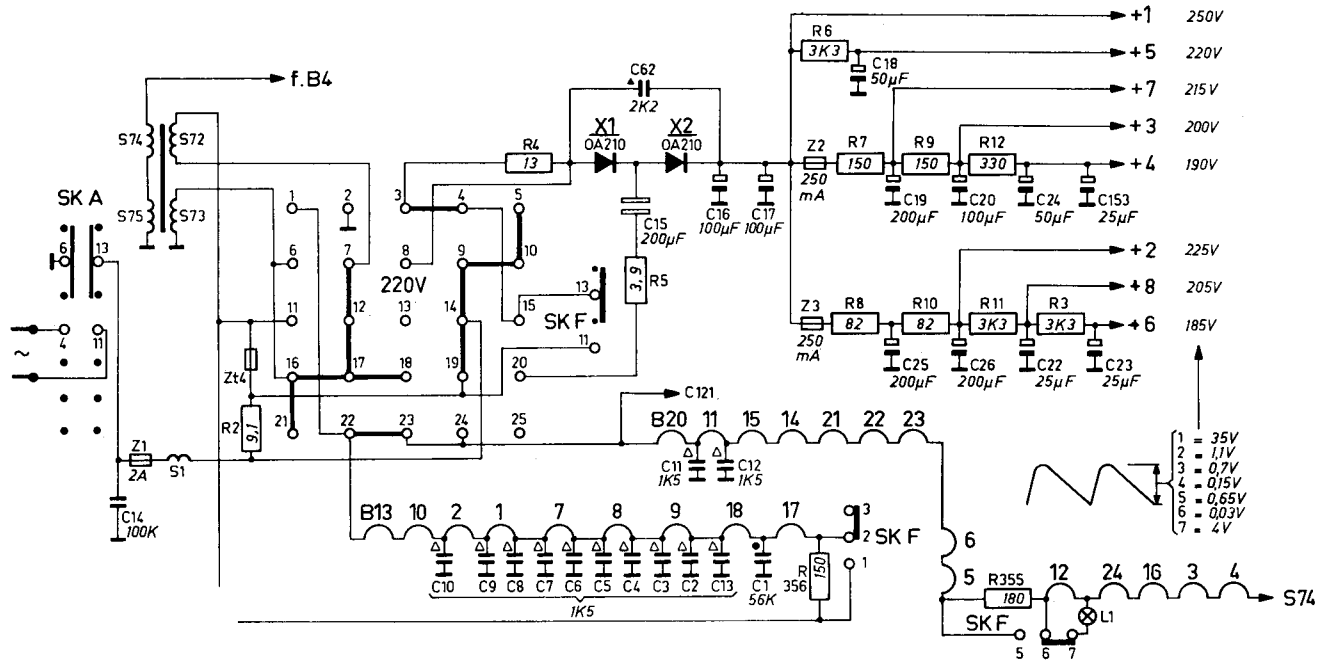 +1 250V
R6
3K3
+5 220V
C18
50µF
f.B4
C62
2K2
+7 215V
S74 S72
X1 X2
OA210 OA210
+3 200V
R4
13
Z2 R7 R9 R12
150 150 330
+4 190V
250
mA
SK A
S75 S73
1 2 3 4 5
C15
200µF
C16
100µF
C17
100µF
C19
200µF
C20
100µF
C24
50µF
C153
25µF
6 13
6 7 8 9 10
220V
R5
3,9
+2 225V
+8 205V
13
SK F
11
11 12 13 14 15
Z3 R8 R10 R11 R3
82 82 3K3 3K3
+6 185V
250
mA
4 11
~
C25
200µF
C26
200µF
C22
25µF
C23
25µF
Zt4
16 17 18 19 20
C121
R2
9,1
21 22 23 24 25
B20 11 15 14 21 22 23
Z1
2A
S1
C11
1K5
C12
1K5
1 = 35V
2 = 1,1V
3 = 0,7V
4 = 0,15V
5 = 0,65V
6 = 0,03V
7 = 4V
C14
100K
B13 10 2 1 7 8 9 18 17
3
2
1
SK F
C10 C9 C8 C7 C6 C5 C4 C3 C2 C13
1K5
C1
56K
R
356
150
6
5
R355
180
12 24 16 3 4
S74
L1
SK F
5 6 7